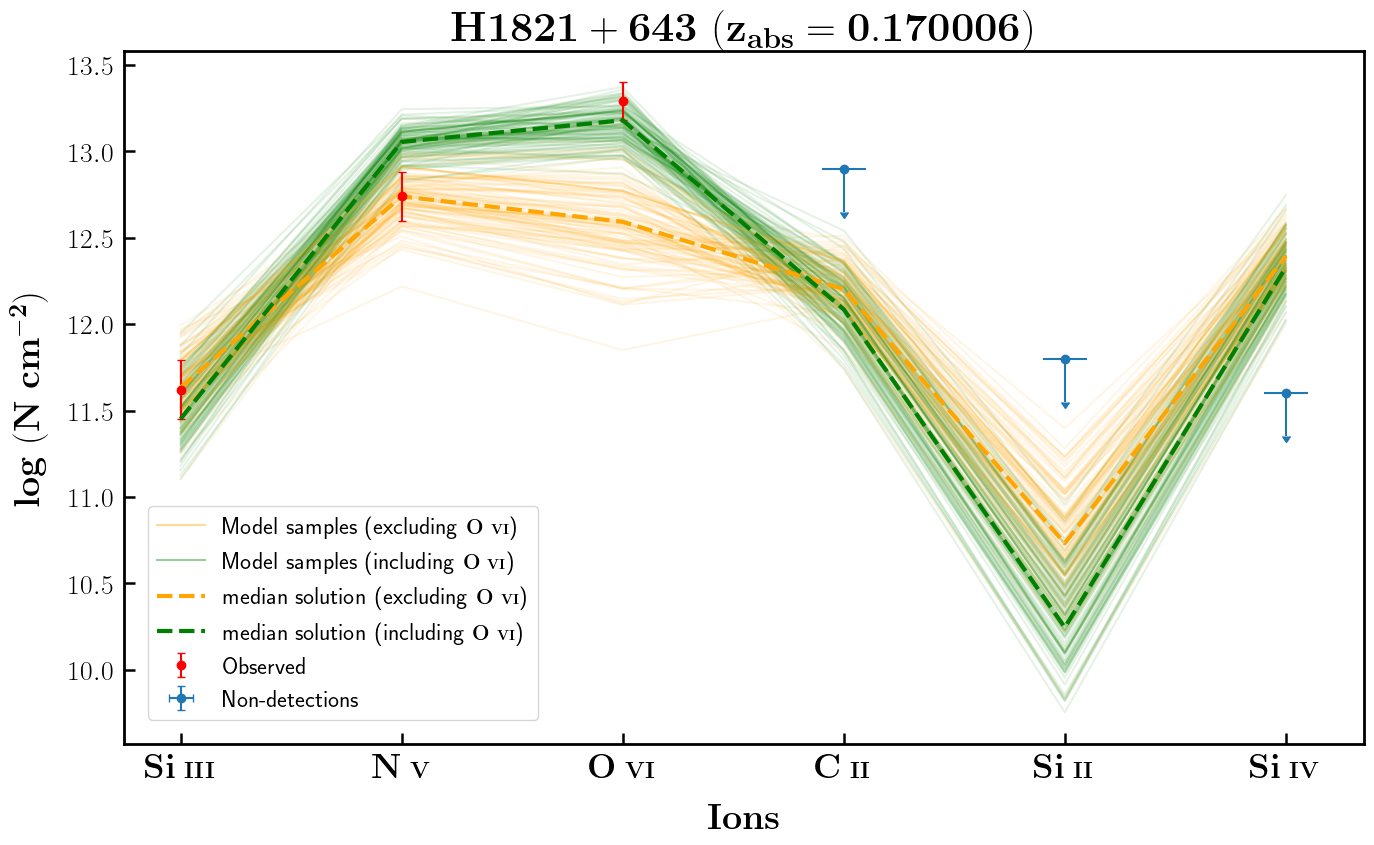 H1821 + 643 (z_abs = 0.170006)
log (N cm⁻²)
13.5
13.0
12.5
12.0
11.5
11.0
10.5
10.0
Model samples (excluding O VI)
Model samples (including O VI)
median solution (excluding O VI)
median solution (including O VI)
Observed
Non-detections
Si III N V O VI C II Si II Si IV
Ions